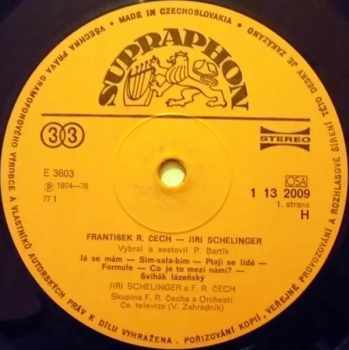 VŠECHNA PRÁVA GRAMOFONOVÉHO VÝROBCE A VLASTNÍKŮ AUTORSKÝCH PRÁV K DÍLU VYHRAŽENA. POŘIZOVÁNÍ KOPIÍ, VEŘEJNÉ PROVOZOVÁNÍ A ROZHLASOVÉ ŠÍŘENÍ TÉTO DESKY JE ZAKÁZÁNO
• MADE IN CZECHOSLOVAKIA •
SUPRAPHON
33
STEREO
E 3603
℗ 1974–76
77 1
OSA
1 13 2009
1. strana
H
FRANTIŠEK R. ČECH — JIŘÍ SCHELINGER
Vybral a sestavil P. Bartík
Já se mám — Sim-sala-bim — Ptají se lidé —
Formule — Co je to mezi námi? —
Švihák lázeňský
JIŘÍ SCHELINGER a F. R. ČECH
Skupina F. R. Čecha a Orchestr
Čs. televize (V. Zahradník)